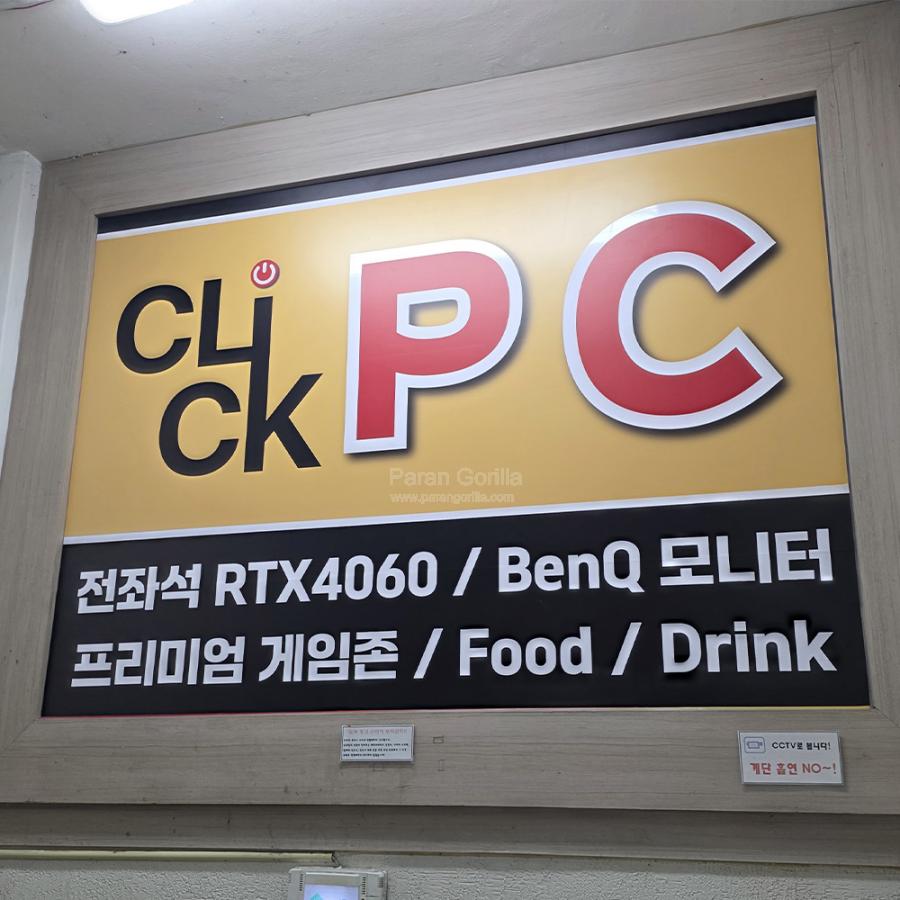 CLi
CK
PC
Paran Gorilla
www.parangorilla.com
전좌석 RTX4060 / BenQ 모니터
프리미엄 게임존 / Food / Drink
CCTV로 봅니다!
계단 흡연 NO~!